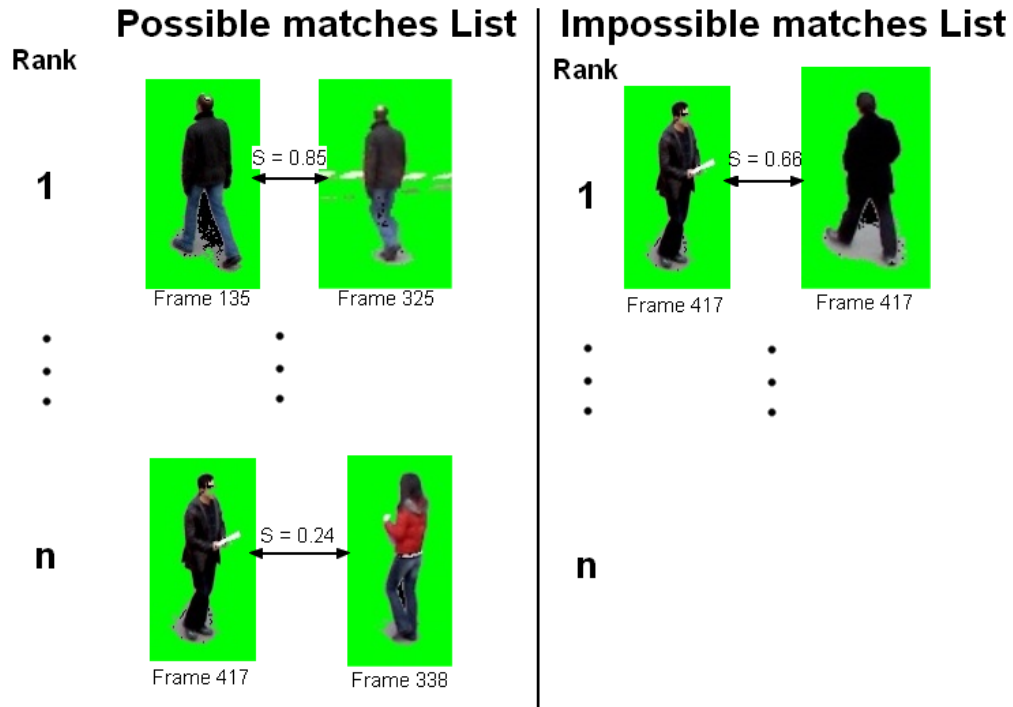 Possible matches List
Rank
1
S = 0.85
Frame 135
Frame 325
n
S = 0.24
Frame 417
Frame 338
Impossible matches List
Rank
1
S = 0.66
Frame 417
Frame 417
n